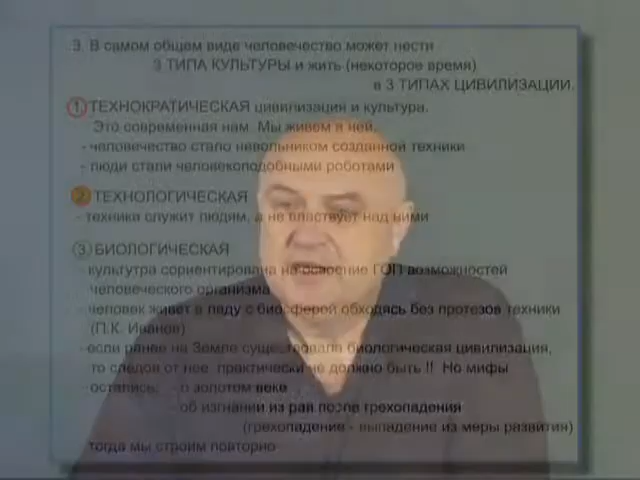 3. В самом общем виде человечество может нести
3 ТИПА КУЛЬТУРЫ и жить (некоторое время)
в 3 ТИПАХ ЦИВИЛИЗАЦИИ.
1 ТЕХНОКРАТИЧЕСКАЯ цивилизация и культура.
Это современная нам. Мы живём в ней.
- человечество стало невольником созданной техники
- люди стали человекоподобными роботами
2 ТЕХНОЛОГИЧЕСКАЯ
- техника служит людям, а не властвует над ними
3 БИОЛОГИЧЕСКАЯ
- культутра сориентирована на освоение ГОП возможностей
человеческого организма
- человек живёт в ладу с биосферой обходясь без протезов техники
(П.К. Иванов)
- если ранее на Земле существовала биологическая цивилизация,
то следов от неё практически не должно быть !! Но мифы
остались: - о золотом веке
- об изгнании из рая после грехопадения
(грехопадение - выпадение из меры развития)
тогда мы строим повторно